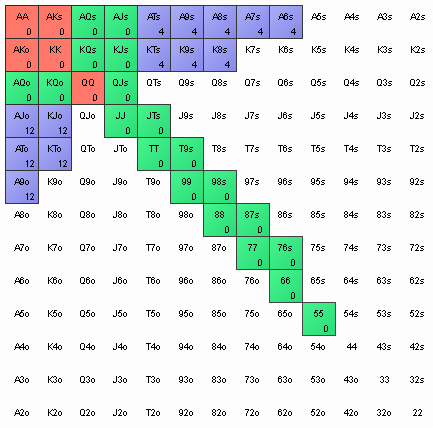 AA AKs AQs AJs ATs A9s A8s A7s A6s A5s A4s A3s A2s
0 0 0 0 4 4 4 4 4
AKo KK KQs KJs KTs K9s K8s K7s K6s K5s K4s K3s K2s
0 0 0 0 4 4 4
AQo KQo QQ QJs QTs Q9s Q8s Q7s Q6s Q5s Q4s Q3s Q2s
0 0 0 0
AJo KJo QJo JJ JTs J9s J8s J7s J6s J5s J4s J3s J2s
12 12 0 0
ATo KTo QTo JTo TT T9s T8s T7s T6s T5s T4s T3s T2s
12 12 0 0
A9o K9o Q9o J9o T9o 99 98s 97s 96s 95s 94s 93s 92s
12 0 0
A8o K8o Q8o J8o T8o 98o 88 87s 86s 85s 84s 83s 82s
0 0
A7o K7o Q7o J7o T7o 97o 87o 77 76s 75s 74s 73s 72s
0 0
A6o K6o Q6o J6o T6o 96o 86o 76o 66 65s 64s 63s 62s
0
A5o K5o Q5o J5o T5o 95o 85o 75o 65o 55 54s 53s 52s
0
A4o K4o Q4o J4o T4o 94o 84o 74o 64o 54o 44 43s 42s
A3o K3o Q3o J3o T3o 93o 83o 73o 63o 53o 43o 33 32s
A2o K2o Q2o J2o T2o 92o 82o 72o 62o 52o 42o 32o 22